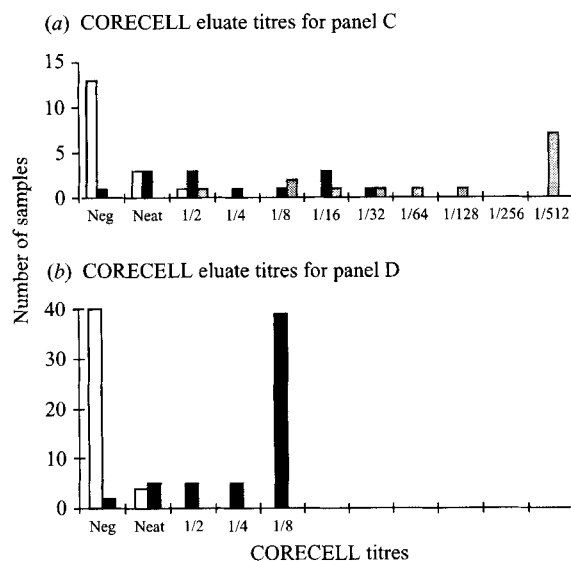 (a) CORECELL eluate titres for panel C
15
10
5
0
Neg Neat 1/2 1/4 1/8 1/16 1/32 1/64 1/128 1/256 1/512
Number of samples
(b) CORECELL eluate titres for panel D
40
30
20
10
0
Neg Neat 1/2 1/4 1/8
CORECELL titres